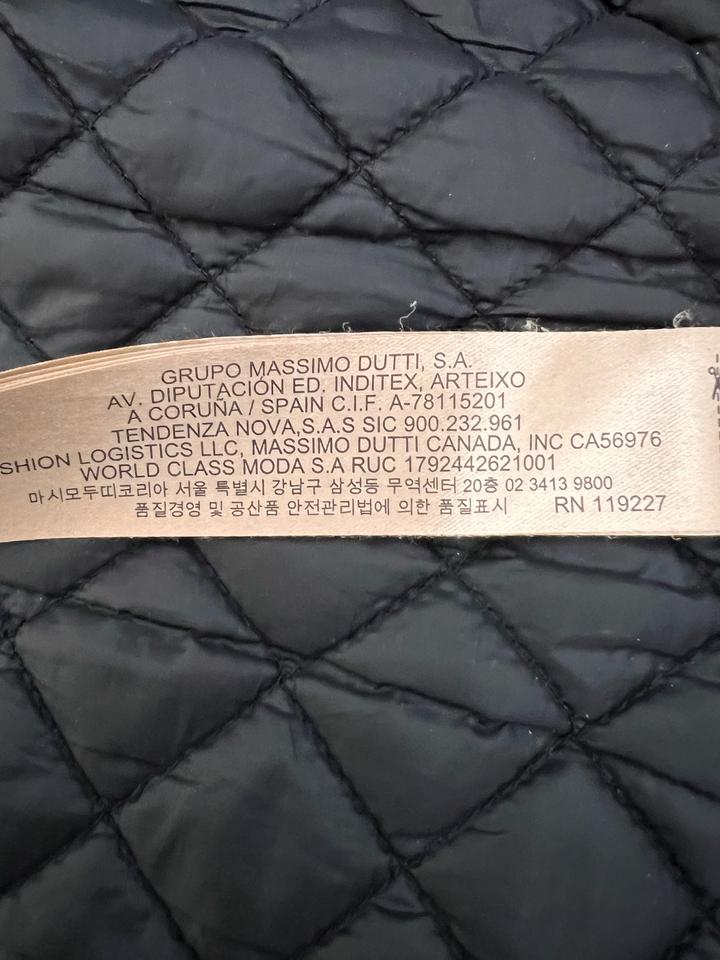 GRUPO MASSIMO DUTTI, S.A.
AV. DIPUTACIÓN ED. INDITEX, ARTEIXO
A CORUÑA / SPAIN C.I.F. A-78115201
TENDENZA NOVA,S.A.S SIC 900.232.961
SHION LOGISTICS LLC, MASSIMO DUTTI CANADA, INC CA56976
WORLD CLASS MODA S.A RUC 1792442621001
마시모두띠코리아 서울 특별시 강남구 삼성동 무역센터 20층 02 3413 9800
품질경영 및 공산품 안전관리법에 의한 품질표시 RN 119227